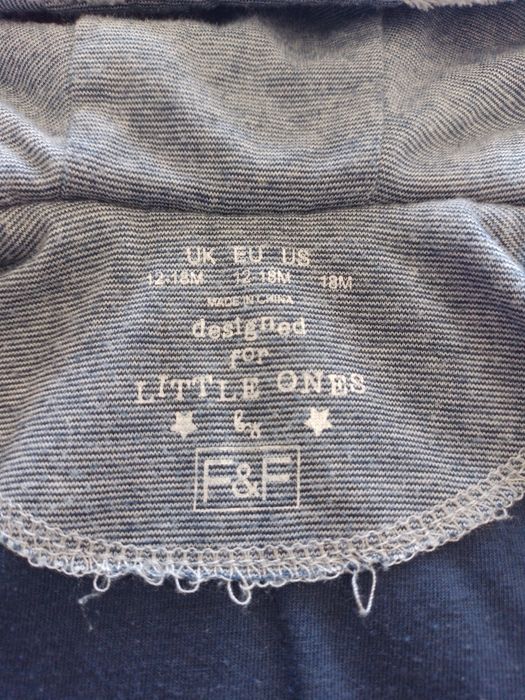 UK EU US
12-18M 12-18M 18M
MADE IN CHINA
designed
for
LITTLE ONES
by
F&F